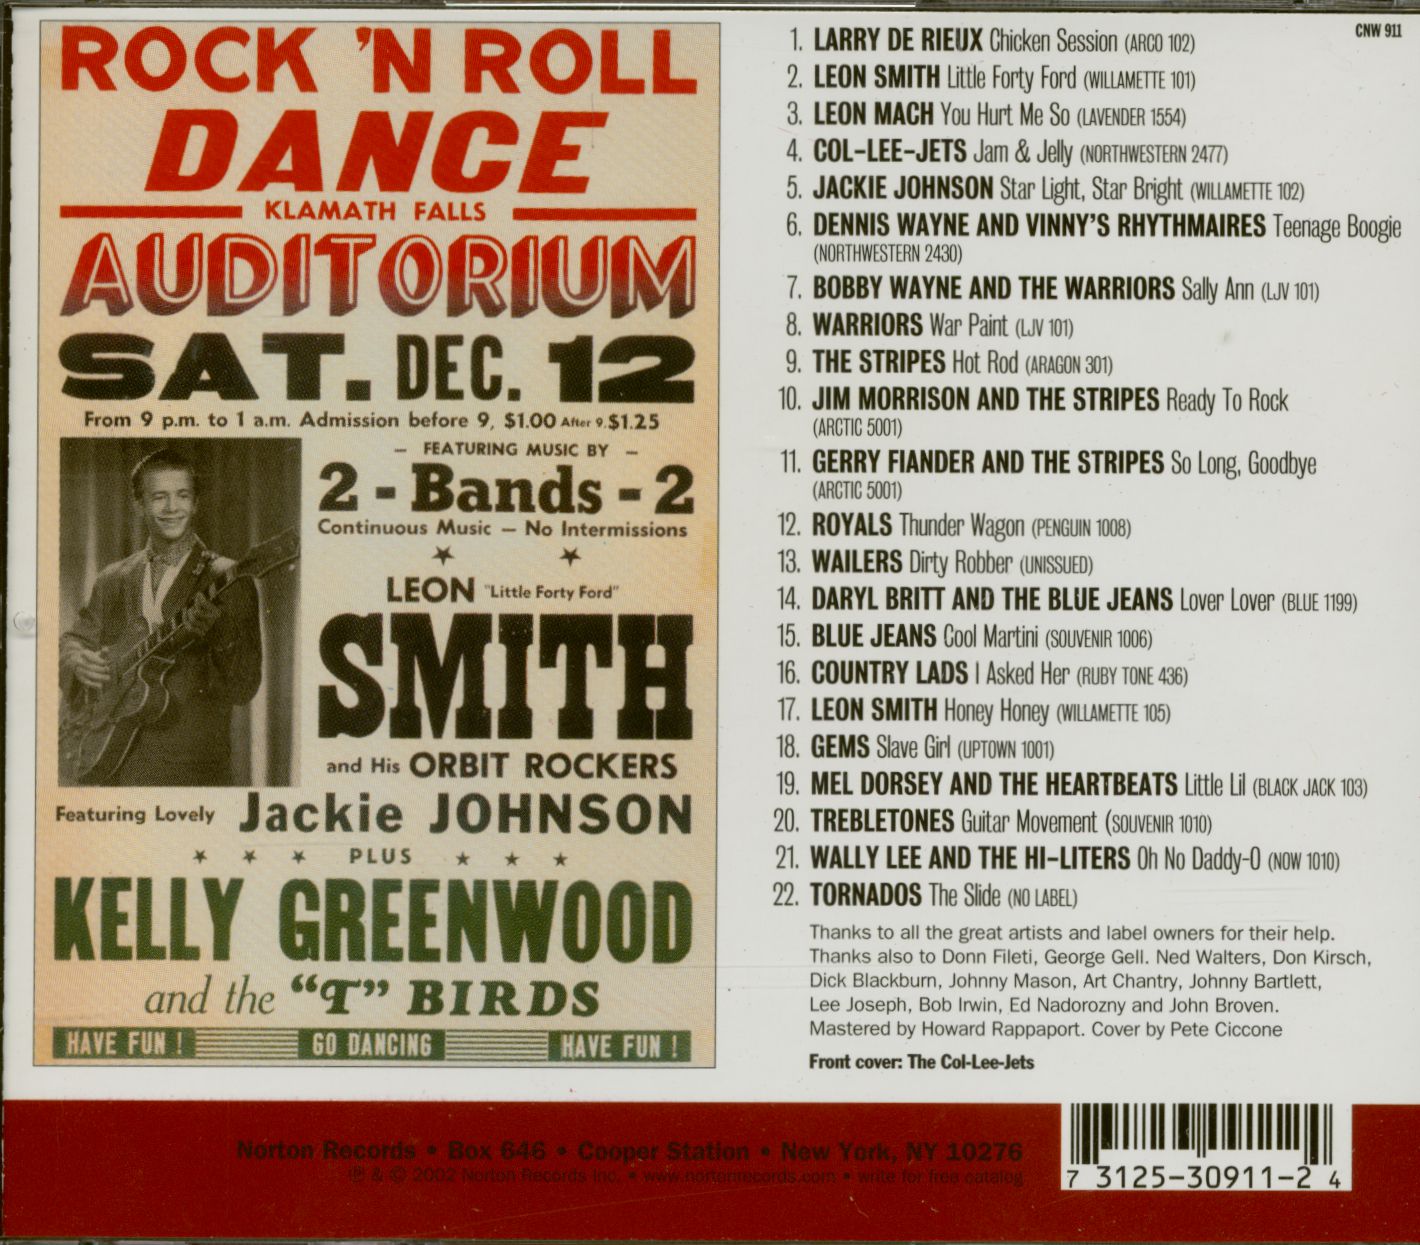 ROCK 'N ROLL
DANCE
KLAMATH FALLS
AUDITORIUM
SAT. DEC. 12
From 9 p.m. to 1 a.m. Admission before 9, $1.00 After 9. $1.25
– FEATURING MUSIC BY –
2 - Bands - 2
Continuous Music — No Intermissions
LEON "Little Forty Ford"
SMITH
and His ORBIT ROCKERS
Featuring Lovely Jackie JOHNSON
PLUS
KELLY GREENWOOD
and the "T" BIRDS
HAVE FUN ! GO DANCING HAVE FUN !
CNW 911
1. LARRY DE RIEUX Chicken Session (ARCO 102)
2. LEON SMITH Little Forty Ford (WILLAMETTE 101)
3. LEON MACH You Hurt Me So (LAVENDER 1554)
4. COL-LEE-JETS Jam & Jelly (NORTHWESTERN 2477)
5. JACKIE JOHNSON Star Light, Star Bright (WILLAMETTE 102)
6. DENNIS WAYNE AND VINNY'S RHYTHMAIRES Teenage Boogie
(NORTHWESTERN 2430)
7. BOBBY WAYNE AND THE WARRIORS Sally Ann (LJV 101)
8. WARRIORS War Paint (LJV 101)
9. THE STRIPES Hot Rod (ARAGON 301)
10. JIM MORRISON AND THE STRIPES Ready To Rock
(ARCTIC 5001)
11. GERRY FIANDER AND THE STRIPES So Long, Goodbye
(ARCTIC 5001)
12. ROYALS Thunder Wagon (PENGUIN 1008)
13. WAILERS Dirty Robber (UNISSUED)
14. DARYL BRITT AND THE BLUE JEANS Lover Lover (BLUE 1199)
15. BLUE JEANS Cool Martini (SOUVENIR 1006)
16. COUNTRY LADS I Asked Her (RUBY TONE 436)
17. LEON SMITH Honey Honey (WILLAMETTE 105)
18. GEMS Slave Girl (UPTOWN 1001)
19. MEL DORSEY AND THE HEARTBEATS Little Lil (BLACK JACK 103)
20. TREBLETONES Guitar Movement (SOUVENIR 1010)
21. WALLY LEE AND THE HI-LITERS Oh No Daddy-O (NOW 1010)
22. TORNADOS The Slide (NO LABEL)
Thanks to all the great artists and label owners for their help.
Thanks also to Donn Fileti, George Gell. Ned Walters, Don Kirsch,
Dick Blackburn, Johnny Mason, Art Chantry, Johnny Bartlett,
Lee Joseph, Bob Irwin, Ed Nadorozny and John Broven.
Mastered by Howard Rappaport. Cover by Pete Ciccone
Front cover: The Col-Lee-Jets
Norton Records • Box 646 • Cooper Station • New York, NY 10276
℗ & © 2002 Norton Records Inc. • www.nortonrecords.com • write for free catalog
7 3125-30911-2 4